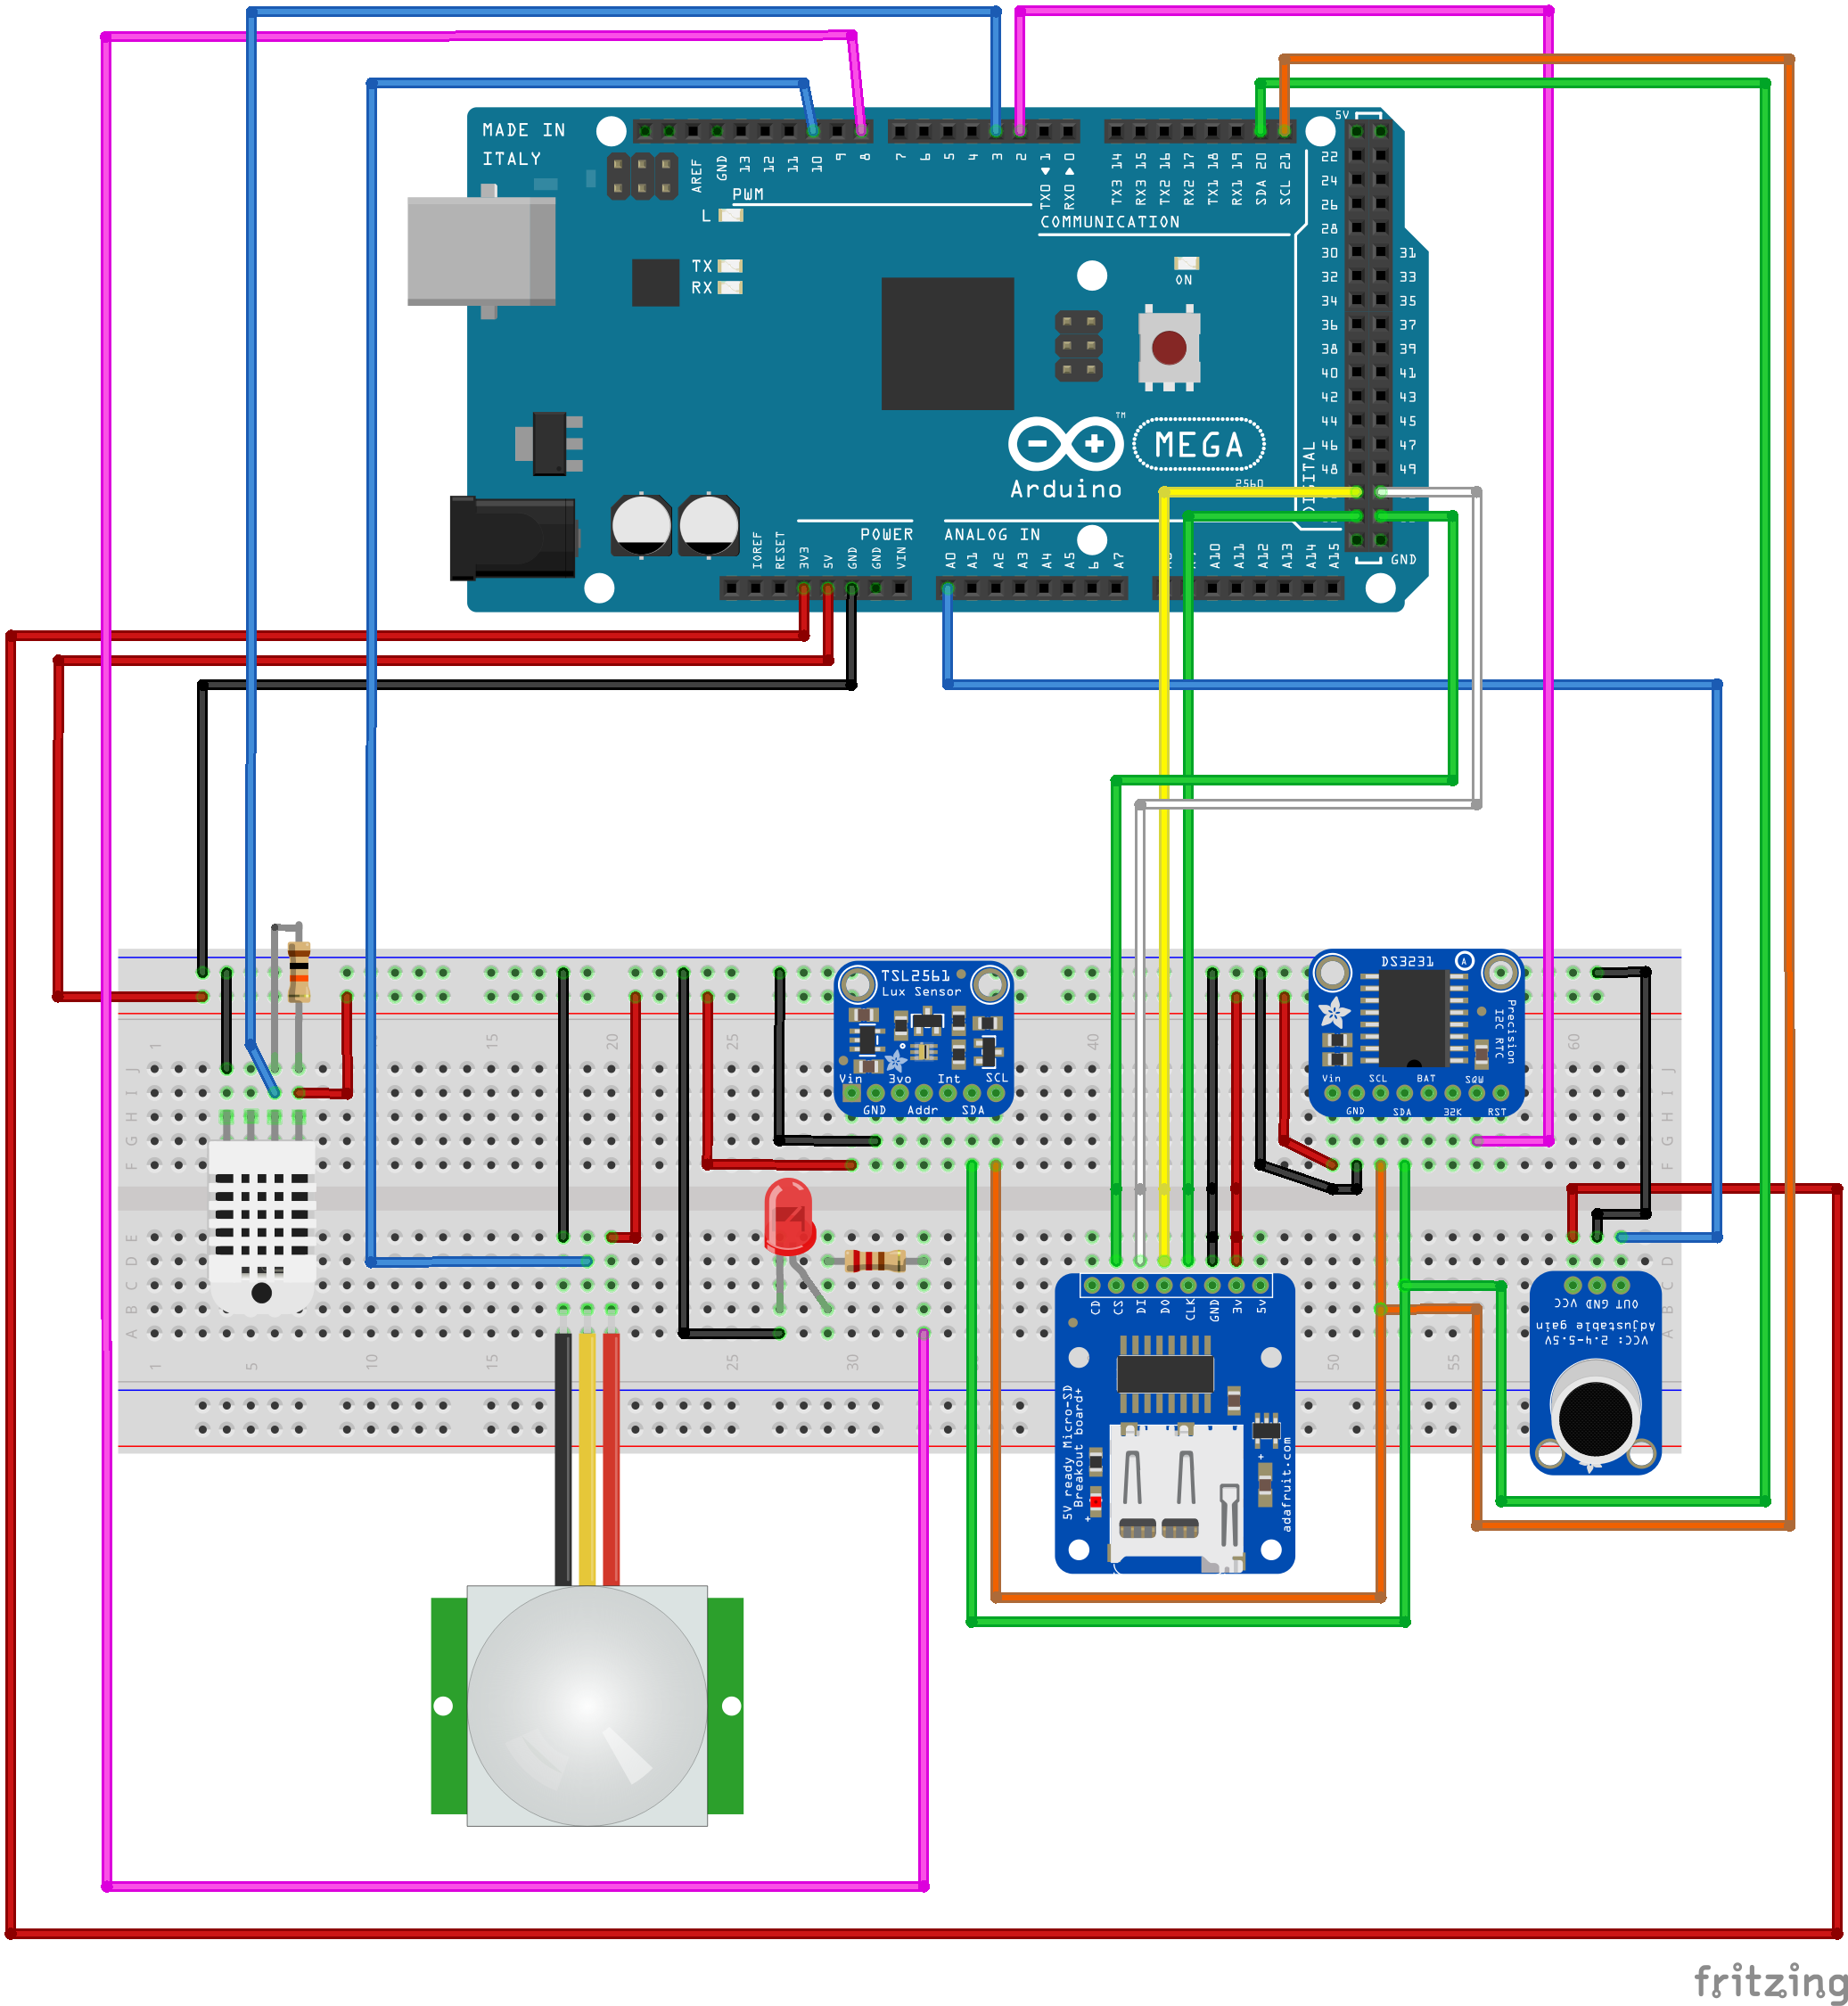 MADE IN
ITALY
AREF
GND
13
12
11
10
9
8
7
6
5
4
3
2
TX0 1
RX0 0
TX3 14
RX3 15
TX2 16
RX2 17
TX1 18
RX1 19
SDA 20
SCL 21
PWM
L
TX
RX
COMMUNICATION
ON
5V
22
24
26
28
30 31
32 33
34 35
36 37
38 39
40 41
42 43
44 45
46 47
48 49
GND
DIGITAL
MEGA
2560
TM
Arduino
POWER
ANALOG IN
IOREF
RESET
3V3
5V
GND
GND
VIN
A0
A1
A2
A3
A4
A5
6
A7
A10
A11
A12
A13
A14
A15
1
15
20
25
40
60
J
I
H
G
F
E
D
C
B
A
J
I
H
G
F
E
D
C
B
A
1
5
10
15
25
30
50
55
TSL2561
Lux Sensor
Vin 3vo Int SCL
GND Addr SDA
DS3231
A
Precision
I2C RTC
Vin SCL BAT SQW
GND SDA 32K RST
CD
CS
DI
DO
CLK
GND
3v
5v
5V ready Micro-SD
Breakout board+
adafruit.com
OUT GND VCC
Adjustable gain
VCC: 2.4-5.5V
fritzing